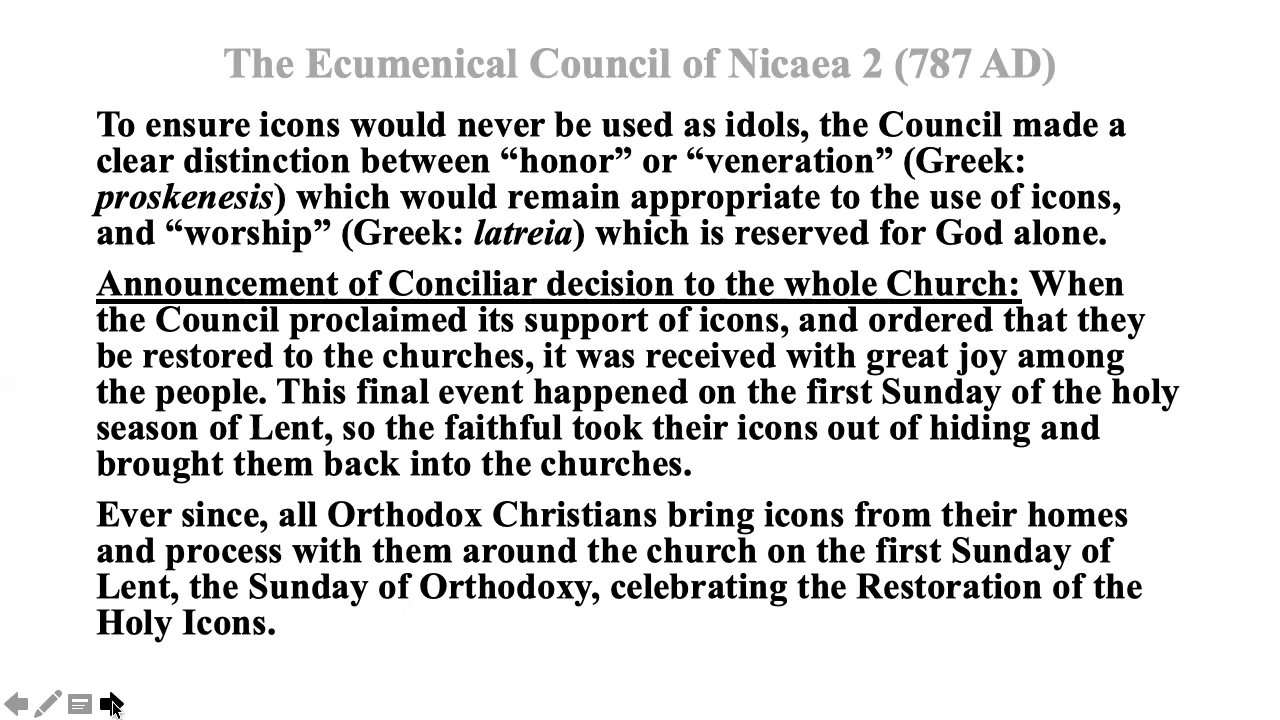 The Ecumenical Council of Nicaea 2 (787 AD)
To ensure icons would never be used as idols, the Council made a
clear distinction between “honor” or “veneration” (Greek:
proskenesis) which would remain appropriate to the use of icons,
and “worship” (Greek: latreia) which is reserved for God alone.
Announcement of Conciliar decision to the whole Church: When
the Council proclaimed its support of icons, and ordered that they
be restored to the churches, it was received with great joy among
the people. This final event happened on the first Sunday of the holy
season of Lent, so the faithful took their icons out of hiding and
brought them back into the churches.
Ever since, all Orthodox Christians bring icons from their homes
and process with them around the church on the first Sunday of
Lent, the Sunday of Orthodoxy, celebrating the Restoration of the
Holy Icons.